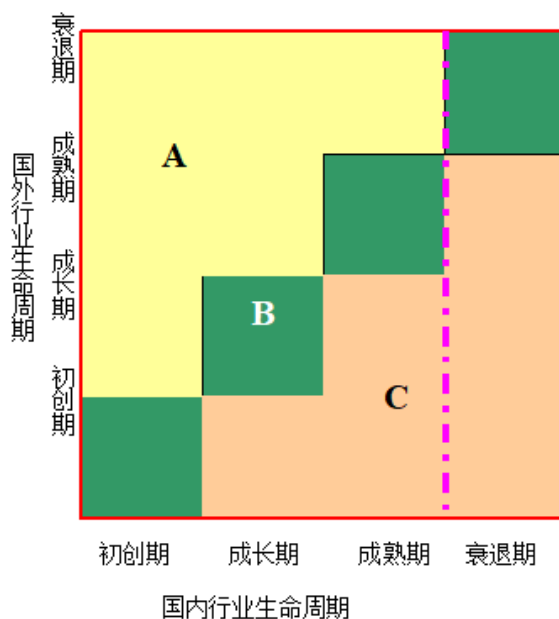 衰退期
成熟期
成长期
初创期
国外行业生命周期
A
B
C
初创期
成长期
成熟期
衰退期
国内行业生命周期